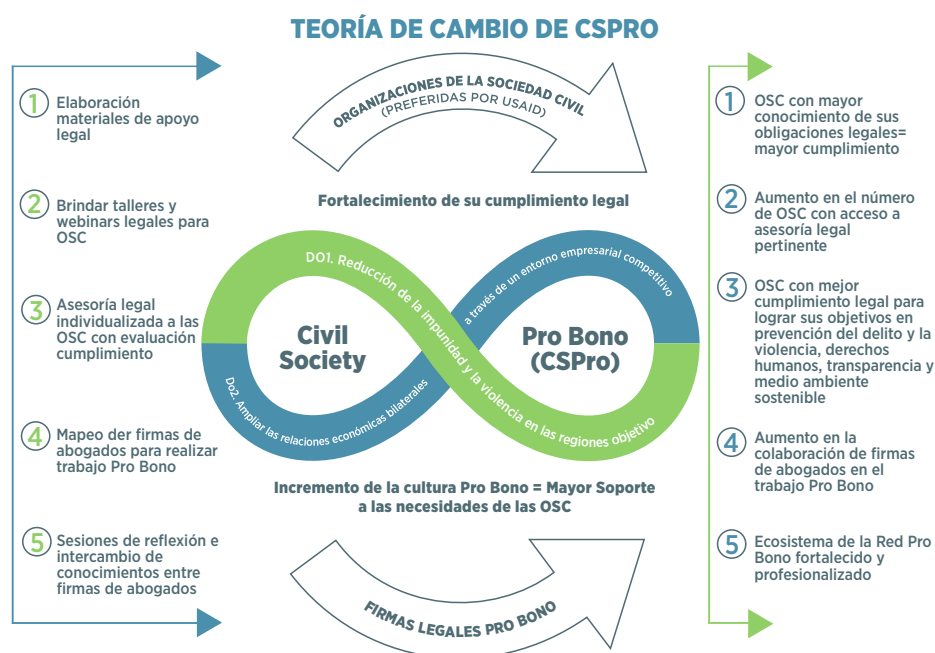 TEORÍA DE CAMBIO DE CSPRO
1
Elaboración
materiales de apoyo
legal
2
Brindar talleres y
webinars legales para
OSC
3
Asesoría legal
individualizada a las
OSC con evaluación
cumplimiento
4
Mapeo der firmas de
abogados para realizar
trabajo Pro Bono
5
Sesiones de reflexión e
intercambio de
conocimientos entre
firmas de abogados
ORGANIZACIONES DE LA SOCIEDAD CIVIL
(PREFERIDAS POR USAID)
Fortalecimiento de su cumplimiento legal
DO1. Reducción de la impunidad y la violencia en las regiones objetivo
Do2. Ampliar las relaciones económicas bilaterales
a través de un entorno empresarial competitivo
Civil
Society
Pro Bono
(CSPro)
Incremento de la cultura Pro Bono = Mayor Soporte
a las necesidades de las OSC
FIRMAS LEGALES PRO BONO
1
OSC con mayor
conocimiento de sus
obligaciones legales=
mayor cumplimiento
2
Aumento en el número
de OSC con acceso a
asesoría legal
pertinente
3
OSC con mejor
cumplimiento legal para
lograr sus objetivos en
prevención del delito y la
violencia, derechos
humanos, transparencia y
medio ambiente
sostenible
4
Aumento en la
colaboración de firmas
de abogados en el
trabajo Pro Bono
5
Ecosistema de la Red Pro
Bono fortalecido y
profesionalizado